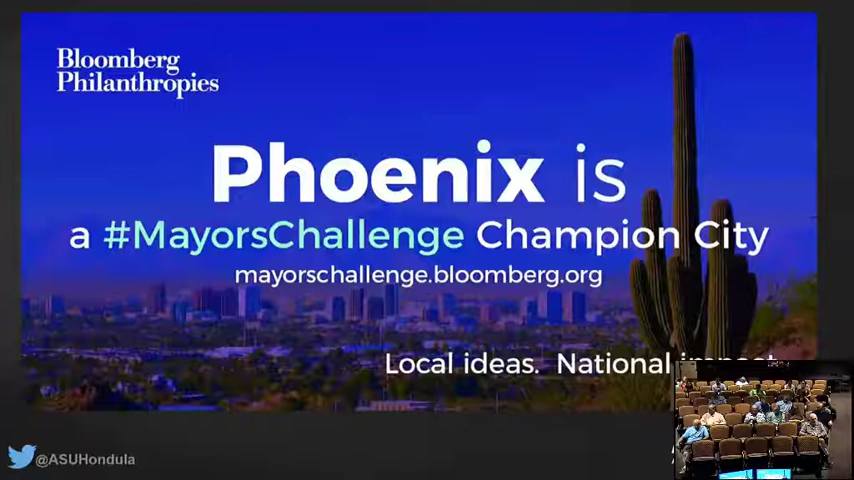 Bloomberg
Philanthropies
Phoenix is
a #MayorsChallenge Champion City
mayorschallenge.bloomberg.org
Local ideas. National
@ASUHondula